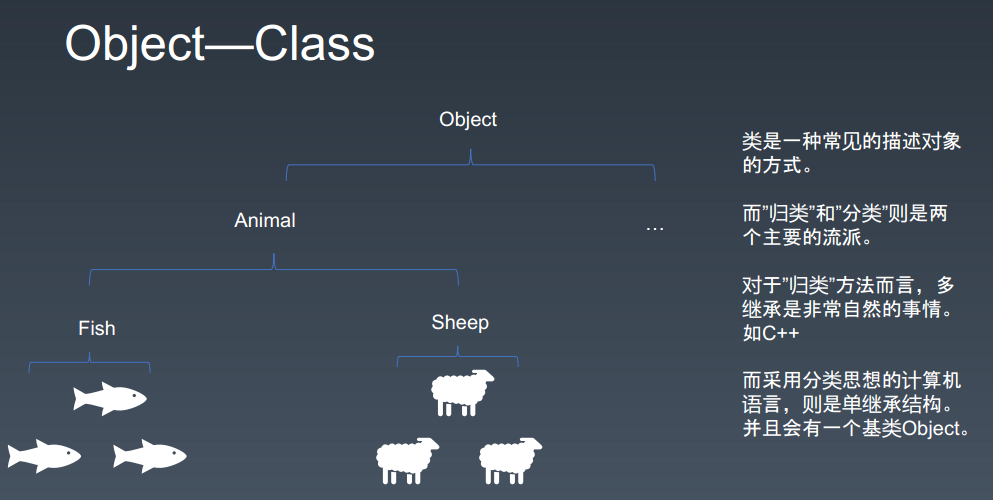 Object—Class
Object
Animal
...
Fish
Sheep
类是一种常见的描述对象
的方式。
而”归类”和”分类”则是两
个主要的流派。
对于”归类”方法而言，多
继承是非常自然的事情。
如C++
而采用分类思想的计算机
语言，则是单继承结构。
并且会有一个基类Object。